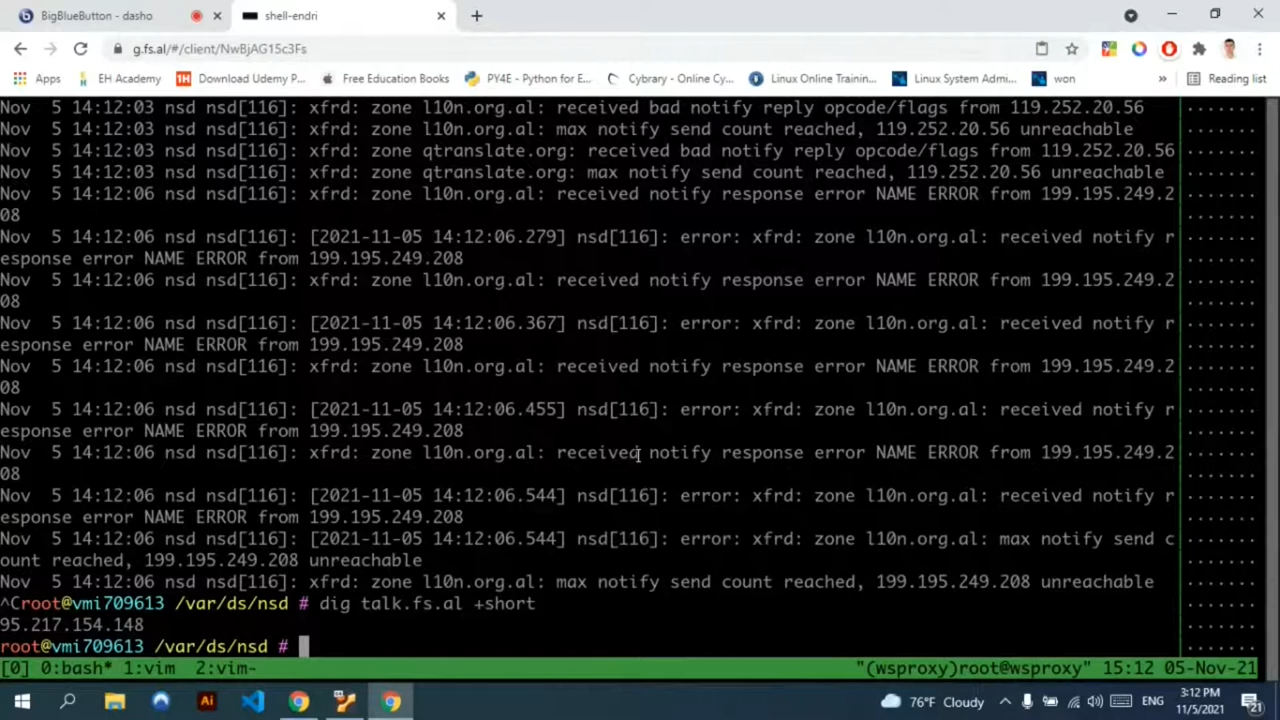 BigBlueButton - dasho
shell-endri
g.fs.al/#/client/NwBjAG15c3Fs
Apps
EH Academy
Download Udemy P...
Free Education Books
PY4E - Python for E...
Cybrary - Online Cy...
Linux Online Trainin...
Linux System Admi...
won
»
Reading list
Nov  5 14:12:03 nsd nsd[116]: xfrd: zone l10n.org.al: received bad notify reply opcode/flags from 119.252.20.56
Nov  5 14:12:03 nsd nsd[116]: xfrd: zone l10n.org.al: max notify send count reached, 119.252.20.56 unreachable
Nov  5 14:12:03 nsd nsd[116]: xfrd: zone qtranslate.org: received bad notify reply opcode/flags from 119.252.20.56
Nov  5 14:12:03 nsd nsd[116]: xfrd: zone qtranslate.org: max notify send count reached, 119.252.20.56 unreachable
Nov  5 14:12:06 nsd nsd[116]: xfrd: zone l10n.org.al: received notify response error NAME ERROR from 199.195.249.2
08
Nov  5 14:12:06 nsd nsd[116]: [2021-11-05 14:12:06.279] nsd[116]: error: xfrd: zone l10n.org.al: received notify r
esponse error NAME ERROR from 199.195.249.208
Nov  5 14:12:06 nsd nsd[116]: xfrd: zone l10n.org.al: received notify response error NAME ERROR from 199.195.249.2
08
Nov  5 14:12:06 nsd nsd[116]: [2021-11-05 14:12:06.367] nsd[116]: error: xfrd: zone l10n.org.al: received notify r
esponse error NAME ERROR from 199.195.249.208
Nov  5 14:12:06 nsd nsd[116]: xfrd: zone l10n.org.al: received notify response error NAME ERROR from 199.195.249.2
08
Nov  5 14:12:06 nsd nsd[116]: [2021-11-05 14:12:06.455] nsd[116]: error: xfrd: zone l10n.org.al: received notify r
esponse error NAME ERROR from 199.195.249.208
Nov  5 14:12:06 nsd nsd[116]: xfrd: zone l10n.org.al: received notify response error NAME ERROR from 199.195.249.2
08
Nov  5 14:12:06 nsd nsd[116]: [2021-11-05 14:12:06.544] nsd[116]: error: xfrd: zone l10n.org.al: received notify r
esponse error NAME ERROR from 199.195.249.208
Nov  5 14:12:06 nsd nsd[116]: [2021-11-05 14:12:06.544] nsd[116]: error: xfrd: zone l10n.org.al: max notify send c
ount reached, 199.195.249.208 unreachable
Nov  5 14:12:06 nsd nsd[116]: xfrd: zone l10n.org.al: max notify send count reached, 199.195.249.208 unreachable
^Croot@vmi709613 /var/ds/nsd # dig talk.fs.al +short
95.217.154.148
root@vmi709613 /var/ds/nsd #
[0] 0:bash* 1:vim  2:vim- "(wsproxy)root@wsproxy" 15:12 05-Nov-21
76°F Cloudy
ENG
3:12 PM
11/5/2021
21